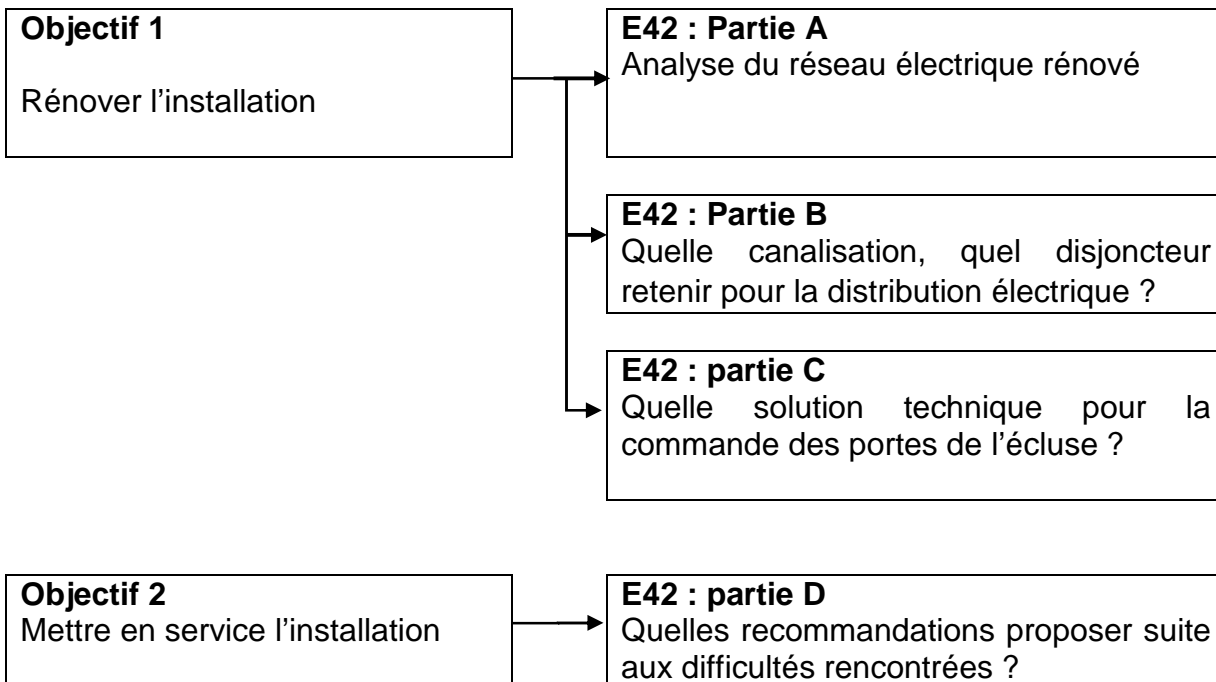 Objectif 1
Rénover l'installation
E42 : Partie A
Analyse du réseau électrique rénové
E42 : Partie B
Quelle canalisation, quel disjoncteur
retenir pour la distribution électrique ?
E42 : partie C
Quelle solution technique pour la
commande des portes de l'écluse ?
Objectif 2
Mettre en service l'installation
E42 : partie D
Quelles recommandations proposer suite
aux difficultés rencontrées ?